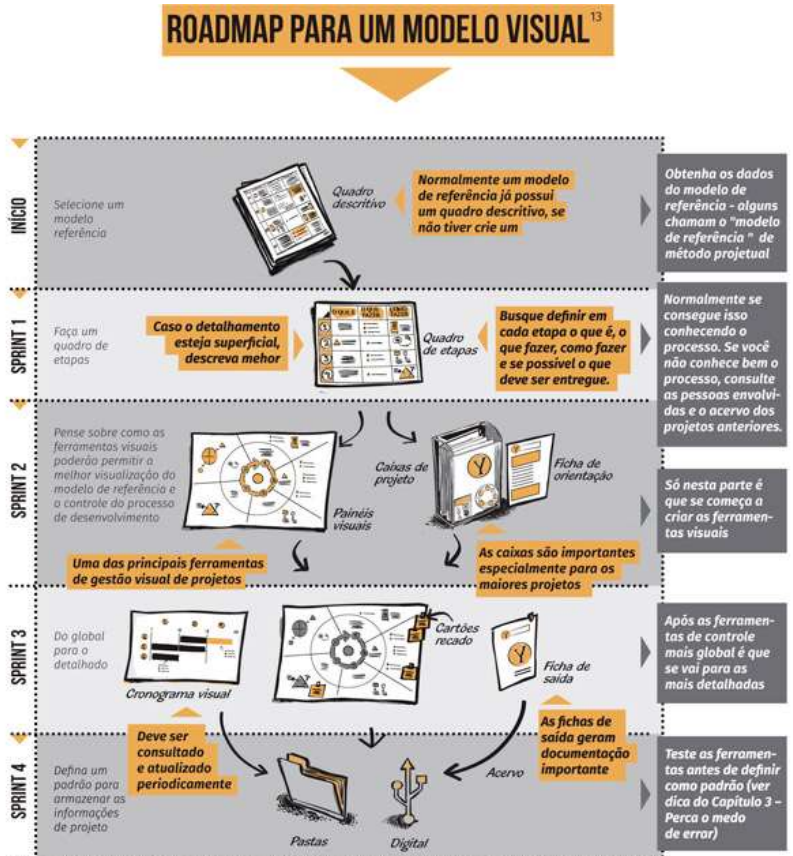 ROADMAP PARA UM MODELO VISUAL 13
INÍCIO
Selecione um
modelo
referência
Quadro
descritivo
Normalmente um modelo
de referência já possui
um quadro descritivo, se
não tiver crie um
Obtenha os dados
do modelo de
referência - alguns
chamam o "modelo
de referência " de
método projetual
SPRINT 1
Faça um
quadro de
etapas
Caso o detalhamento
esteja superficial,
descreva mehor
O QUE É
O QUE FAZER
COMO FAZER
1
2
3
Quadro
de etapas
Busque definir em
cada etapa o que é, o
que fazer, como fazer
e se possível o que
deve ser entregue.
Normalmente se
consegue isso
conhecendo o
processo. Se você
não conhece bem o
processo, consulte
as pessoas envolvi-
das e o acervo dos
projetos anteriores.
SPRINT 2
Pense sobre como as
ferramentas visuais
poderão permitir a
melhor visualização do
modelo de referência e
o controle do processo
de desenvolvimento
Painéis
visuais
Caixas de
projeto
Ficha de
orientação
Uma das principais ferramentas
de gestão visual de projetos
As caixas são importantes
especialmente para os
maiores projetos
Só nesta parte é
que se começa a
criar as ferramen-
tas visuais
SPRINT 3
Do global
para o
detalhado
Cronograma visual
Cartões
recado
Ficha de
saída
Deve ser
consultado
e atualizado
periodicamente
As fichas de
saída geram
documentação
importante
Após as ferramen-
tas de controle
mais global é que
se vai para as
mais detalhadas
SPRINT 4
Defina um
padrão para
armazenar as
informações
de projeto
Pastas
Digital
Acervo
Teste as ferramen-
tas antes de definir
como padrão (ver
dica do Capítulo 3 –
Perca o medo
de errar)